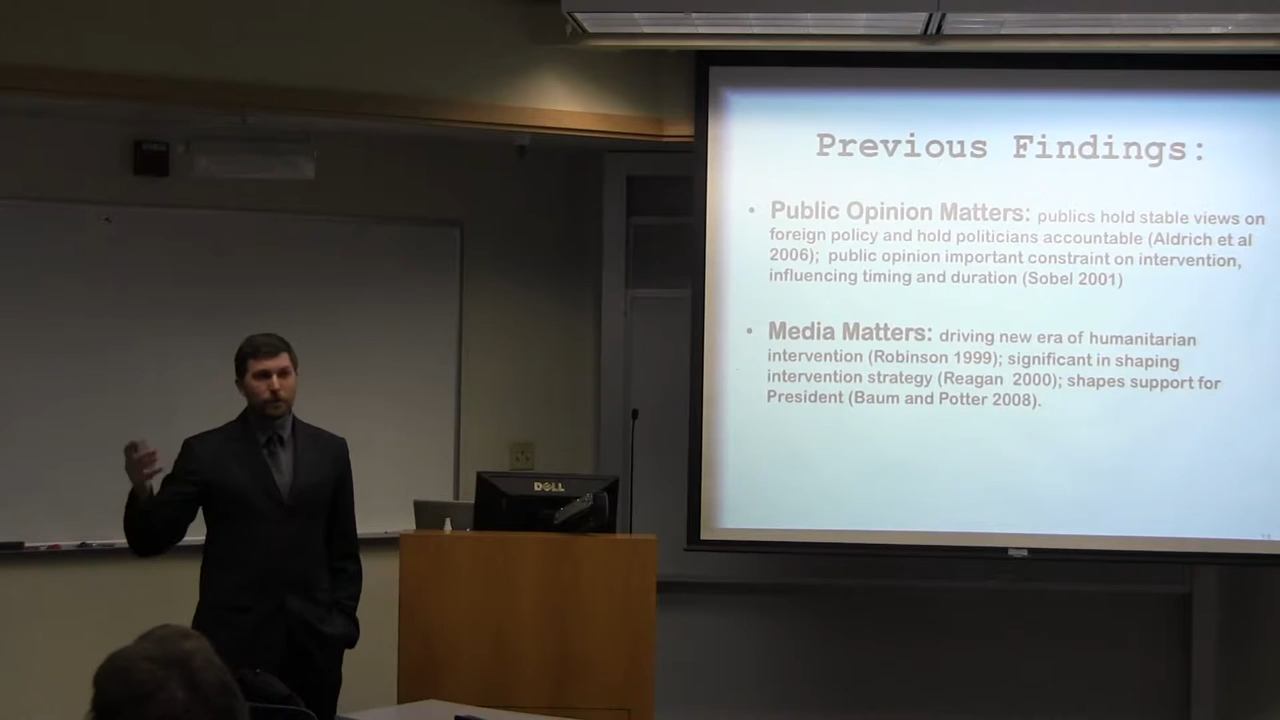 Previous Findings:
• Public Opinion Matters: publics hold stable views on
foreign policy and hold politicians accountable (Aldrich et al
2006); public opinion important constraint on intervention,
influencing timing and duration (Sobel 2001)
• Media Matters: driving new era of humanitarian
intervention (Robinson 1999); significant in shaping
intervention strategy (Reagan 2000); shapes support for
President (Baum and Potter 2008).
DELL